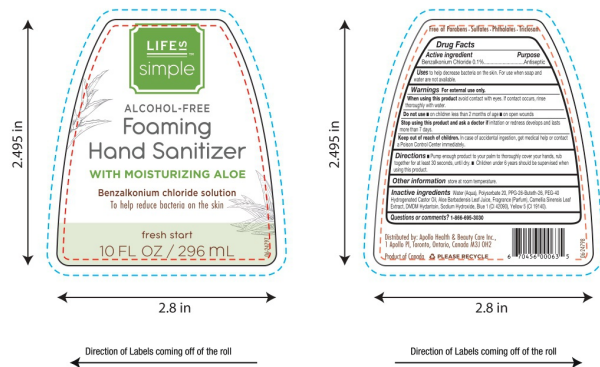 LIFE IS
simple
ALCOHOL-FREE
Foaming
Hand Sanitizer
WITH MOISTURIZING ALOE
Benzalkonium chloride solution
To help reduce bacteria on the skin
fresh start
10 FL OZ / 296 mL
2.495 in
2.8 in
Direction of Labels coming off of the roll
Free of Parabens - Sulfates - Phthalates - Triclosan
Drug Facts
Active ingredient Purpose
Benzalkonium Chloride 0.1% Antiseptic
Uses to help decrease bacteria on the skin. For use when soap and
water are not available.
Warnings For external use only.
When using this product avoid contact with eyes. If contact occurs, rinse
thoroughly with water.
Do not use ■ on children less than 2 months of age ■ on open wounds
Stop using this product and ask a doctor if irritation or redness develops and lasts
more than 7 days.
Keep out of reach of children. In case of accidental ingestion, get medical help or contact
a Poison Control Center immediately.
Directions ■ Pump enough product to your palm to thoroughly cover your hands, rub
together for at least 30 seconds, until dry. ■ Children under 6 years should be supervised when
using this product.
Other information store at room temperature.
Inactive ingredients Water (Aqua), Polysorbate 20, PPG-26-Buteth-26, PEG-40
Hydrogenated Castor Oil, Aloe Barbadensis Leaf Juice, Fragrance (Parfum), Camellia Sinensis Leaf
Extract, DMDM Hydantoin, Sodium Hydroxide, Blue 1 (CI 42090), Yellow 5 (CI 19140).
Questions or comments? 1-866-695-3030
Distributed by: Apollo Health & Beauty Care Inc.,
1 Apollo Pl, Toronto, Ontario, Canada M3J 0H2
Product of Canada PLEASE RECYCLE
6 70456 00063 5
2.495 in
2.8 in
Direction of Labels coming off of the roll